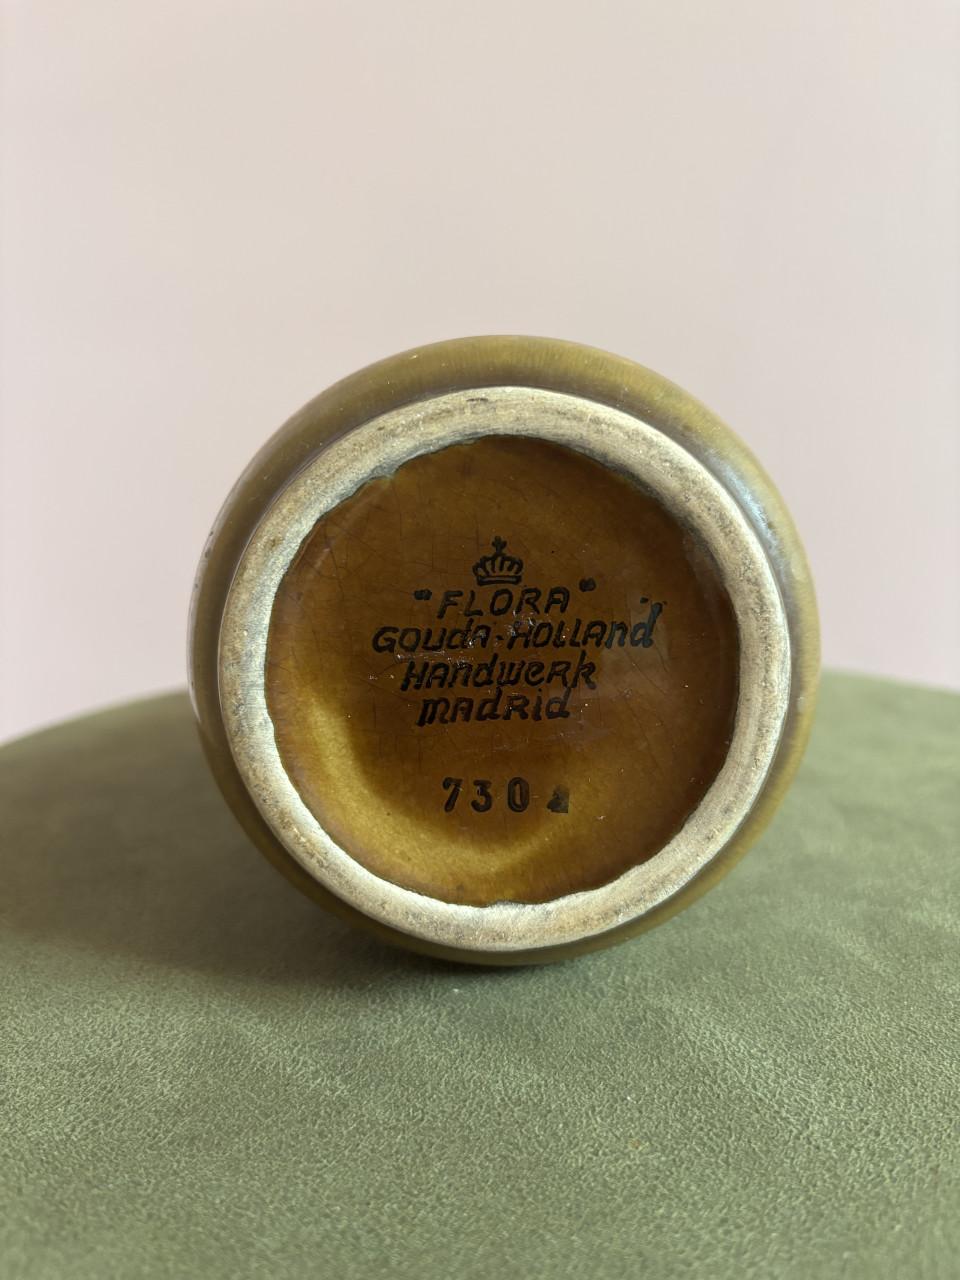 "FLORA"
GOUDA-HOLLANd
HANdWERK
MAdRId
730